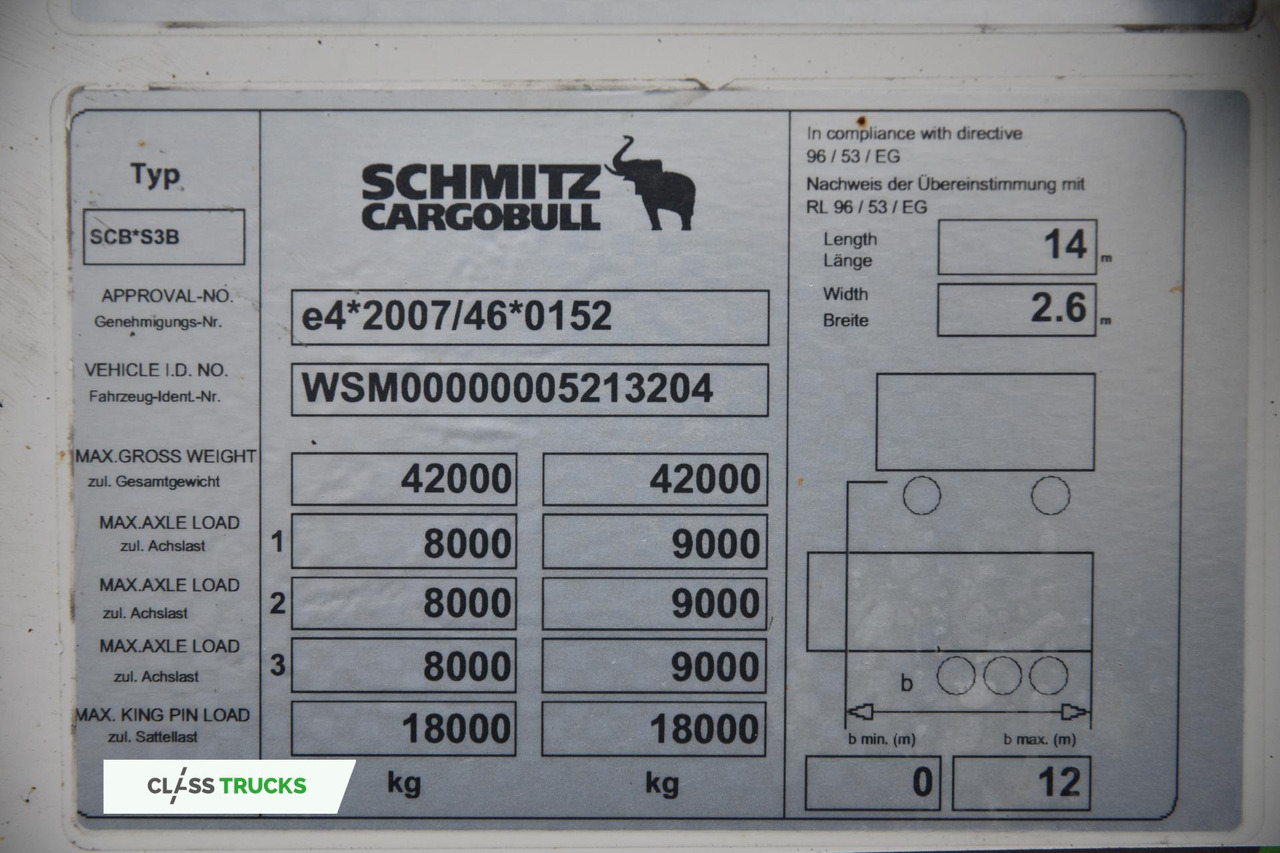 Typ
SCB*S3B
SCHMITZ
CARGOBULL
APPROVAL-NO.
Genehmigungs-Nr.
e4*2007/46*0152
VEHICLE I.D. NO.
Fahrzeug-Ident.-Nr.
WSM00000005213204
MAX.GROSS WEIGHT
zul. Gesamtgewicht
42000 42000
MAX.AXLE LOAD
zul. Achslast
1 8000 9000
MAX.AXLE LOAD
zul. Achslast
2 8000 9000
MAX.AXLE LOAD
zul. Achslast
3 8000 9000
MAX. KING PIN LOAD
zul. Sattellast
18000 18000
kg kg
CLASS TRUCKS
In compliance with directive
96 / 53 / EG
Nachweis der Übereinstimmung mit
RL 96 / 53 / EG
Length
Länge
14 m
Width
Breite
2.6 m
b
b min. (m) b max. (m)
0 12